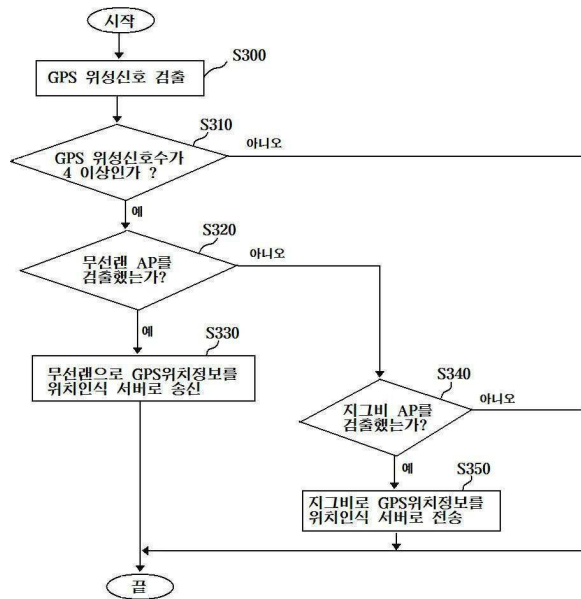 시작
S300
GPS 위성신호 검출
S310
GPS 위성신호수가
4 이상인가 ?
아니오
예
S320
무선랜 AP를
검출했는가?
아니오
예
S330
무선랜으로 GPS위치정보를
위치인식 서버로 송신
S340
지그비 AP를
검출했는가?
아니오
예
S350
지그비로 GPS위치정보를
위치인식 서버로 전송
끝